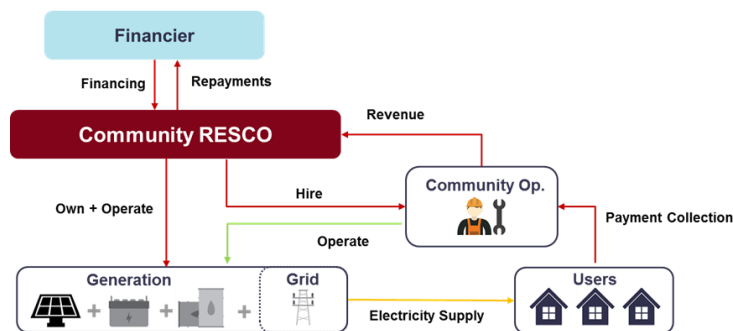 Financier
Financing
Repayments
Revenue
Community RESCO
Community Op.
Own + Operate
Hire
Payment Collection
Operate
Generation
Grid
Users
+
+
+
Electricity Supply